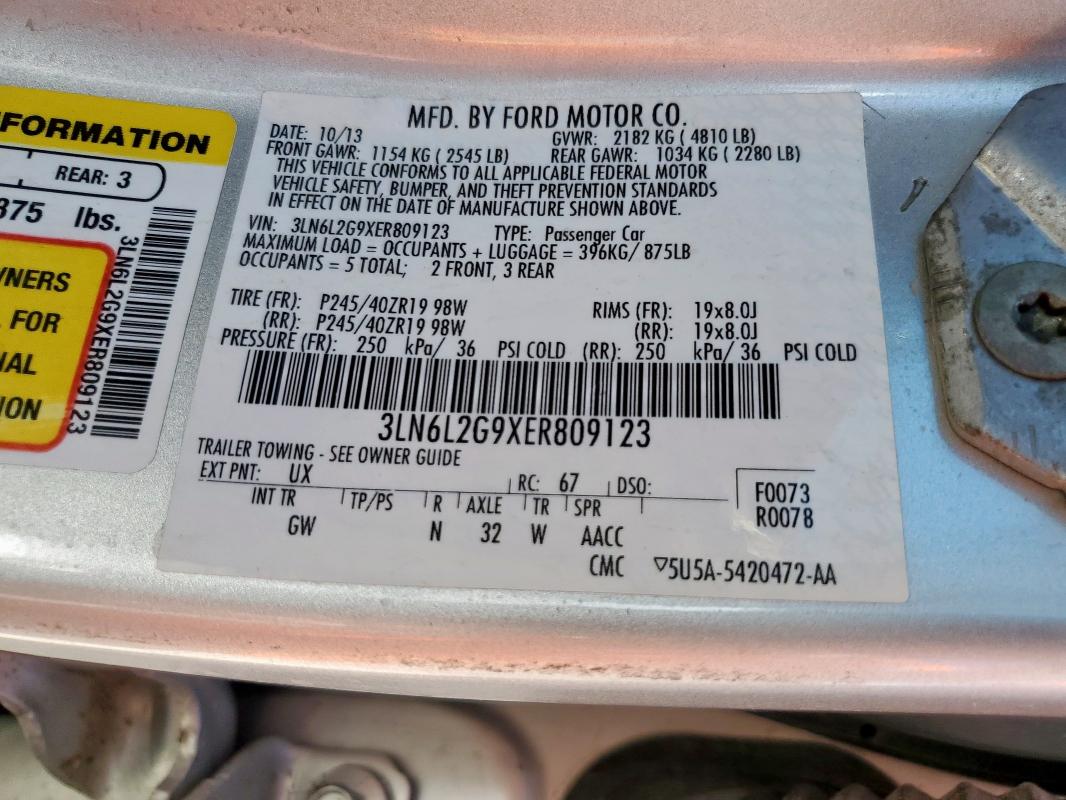 FORMATION
REAR: 3
875 lbs.
NERS
FOR
NAL
ION
3LN6L2G9XER809123
MFD. BY FORD MOTOR CO.
DATE: 10/13 GVWR: 2182 KG ( 4810 LB)
FRONT GAWR: 1154 KG ( 2545 LB) REAR GAWR: 1034 KG ( 2280 LB)
THIS VEHICLE CONFORMS TO ALL APPLICABLE FEDERAL MOTOR
VEHICLE SAFETY, BUMPER, AND THEFT PREVENTION STANDARDS
IN EFFECT ON THE DATE OF MANUFACTURE SHOWN ABOVE.
VIN: 3LN6L2G9XER809123 TYPE: Passenger Car
MAXIMUM LOAD = OCCUPANTS + LUGGAGE = 396KG/ 875LB
OCCUPANTS = 5 TOTAL; 2 FRONT, 3 REAR
TIRE (FR): P245/40ZR19 98W RIMS (FR): 19x8.0J
(RR): P245/40ZR19 98W (RR): 19x8.0J
PRESSURE (FR): 250 kPa/ 36 PSI COLD (RR): 250 kPa/ 36 PSI COLD
3LN6L2G9XER809123
TRAILER TOWING - SEE OWNER GUIDE
EXT PNT: UX RC: 67 DSO:
INT TR TP/PS R AXLE TR SPR
GW N 32 W AACC
CMC ▽5U5A-5420472-AA
F0073
R0078